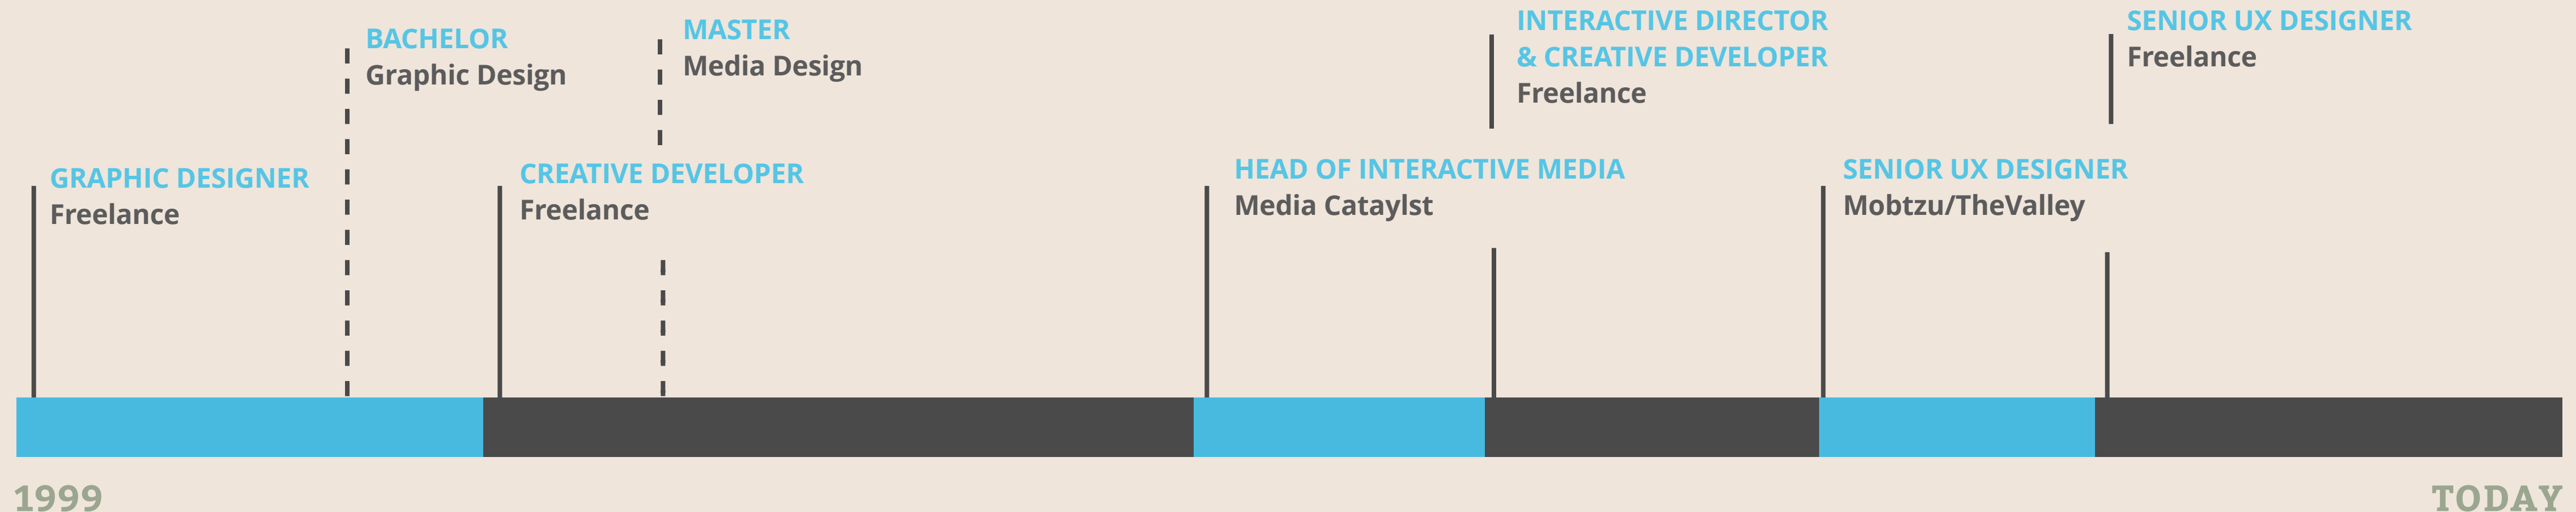 BACHELOR
Graphic Design
MASTER
Media Design
INTERACTIVE DIRECTOR
& CREATIVE DEVELOPER
Freelance
SENIOR UX DESIGNER
Freelance
GRAPHIC DESIGNER
Freelance
CREATIVE DEVELOPER
Freelance
HEAD OF INTERACTIVE MEDIA
Media Cataylst
SENIOR UX DESIGNER
Mobtzu/TheValley
1999
TODAY